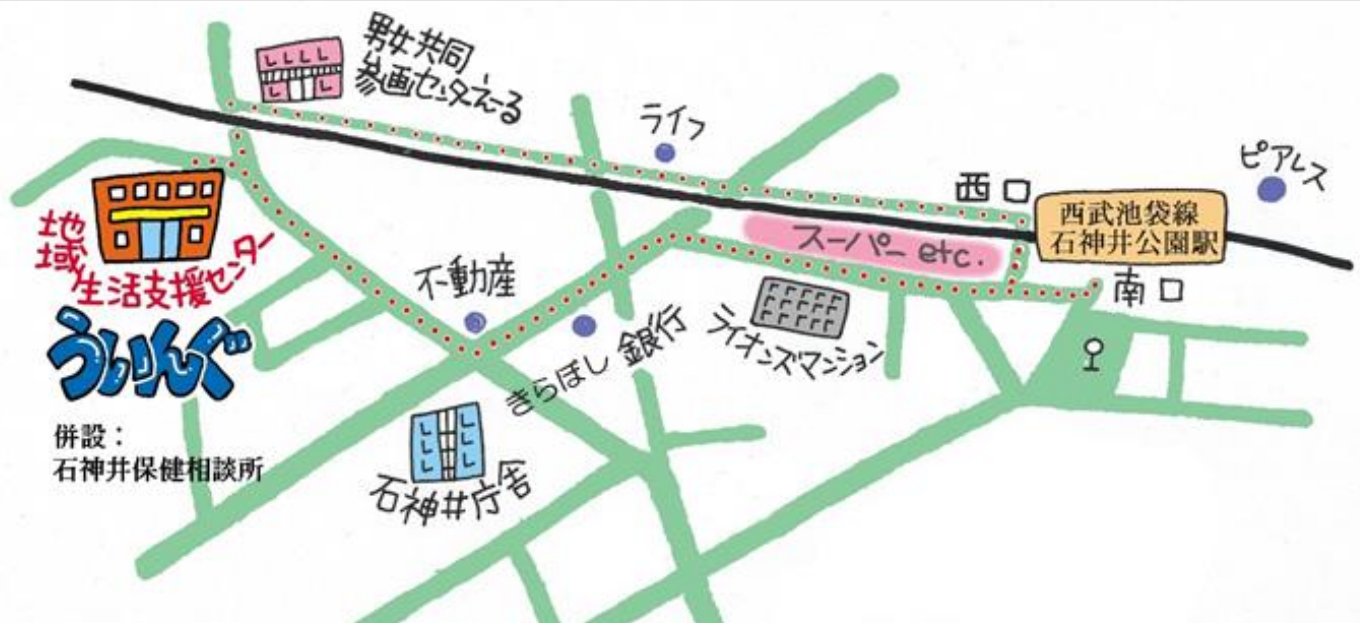 男女共同
参画センターえーる
ライフ
ピアレス
西口
西武池袋線
石神井公園駅
スーパー etc.
南口
地域
生活支援センター
うぃんぐ
不動産
きらぼし銀行
ライオンズマンション
併設：
石神井保健相談所
石神井庁舎